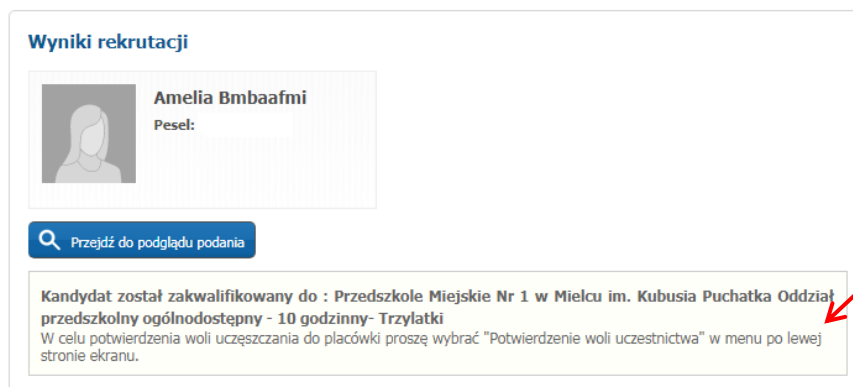 Wyniki rekrutacji
Amelia Bmbaafmi
Pesel:
Przejdź do podglądu podania
Kandydat został zakwalifikowany do : Przedszkole Miejskie Nr 1 w Mielcu im. Kubusia Puchatka Oddział
przedszkolny ogólnodostępny - 10 godzinny- Trzylatki
W celu potwierdzenia woli uczęszczania do placówki proszę wybrać "Potwierdzenie woli uczestnictwa" w menu po lewej
stronie ekranu.